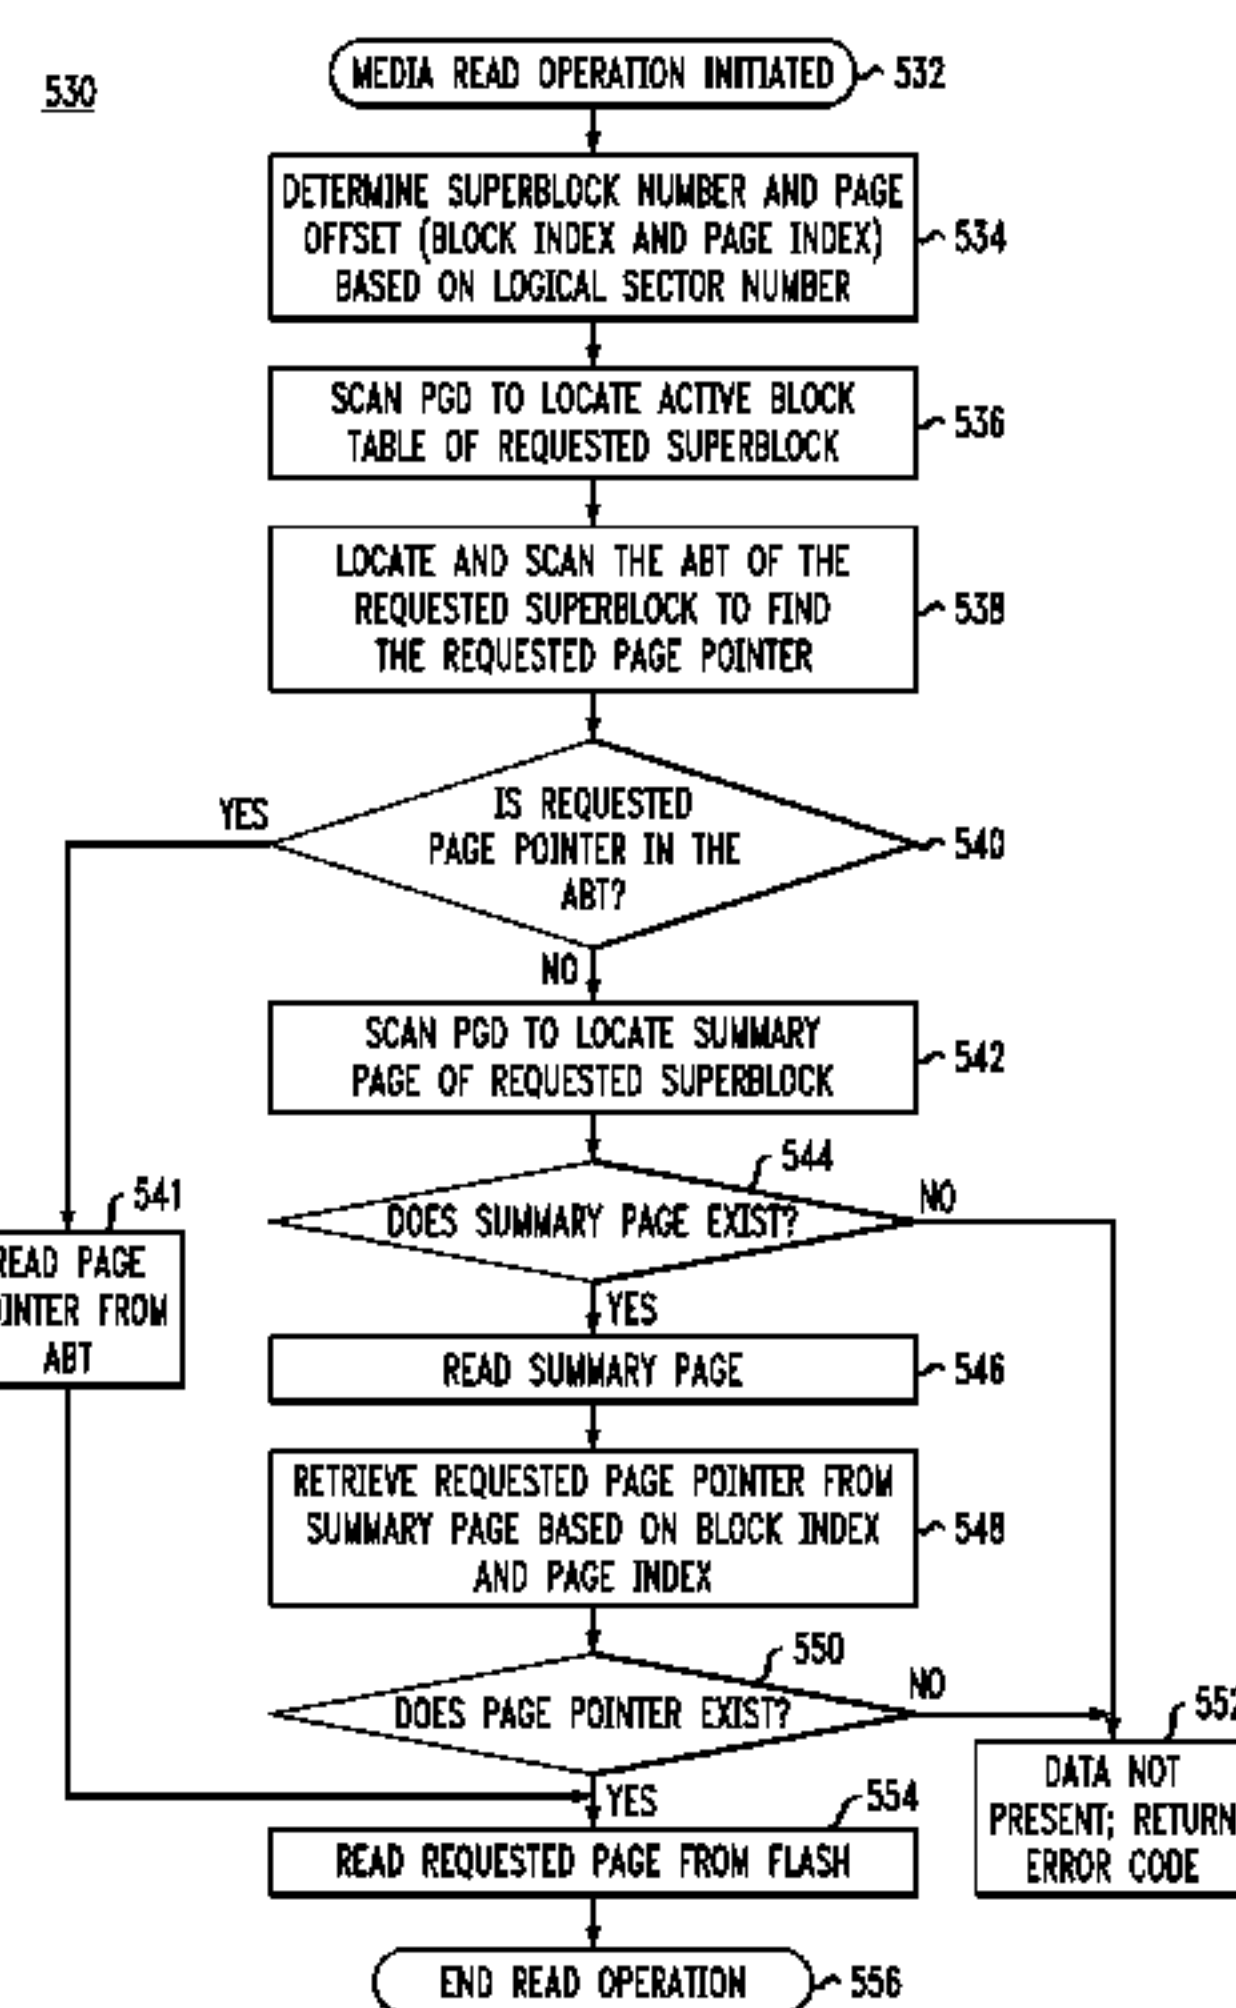 530
MEDIA READ OPERATION INITIATED
532
DETERMINE SUPERBLOCK NUMBER AND PAGE
OFFSET (BLOCK INDEX AND PAGE INDEX)
BASED ON LOGICAL SECTOR NUMBER
534
SCAN PGD TO LOCATE ACTIVE BLOCK
TABLE OF REQUESTED SUPERBLOCK
536
LOCATE AND SCAN THE ABT OF THE
REQUESTED SUPERBLOCK TO FIND
THE REQUESTED PAGE POINTER
538
YES
IS REQUESTED
PAGE POINTER IN THE
ABT?
540
NO
SCAN PGD TO LOCATE SUMMARY
PAGE OF REQUESTED SUPERBLOCK
542
544
DOES SUMMARY PAGE EXIST?
NO
541
READ PAGE
OINTER FROM
ABT
YES
READ SUMMARY PAGE
546
RETRIEVE REQUESTED PAGE POINTER FROM
SUMMARY PAGE BASED ON BLOCK INDEX
AND PAGE INDEX
548
550
DOES PAGE POINTER EXIST?
NO
552
DATA NOT
PRESENT; RETURN
ERROR CODE
YES
554
READ REQUESTED PAGE FROM FLASH
END READ OPERATION
556